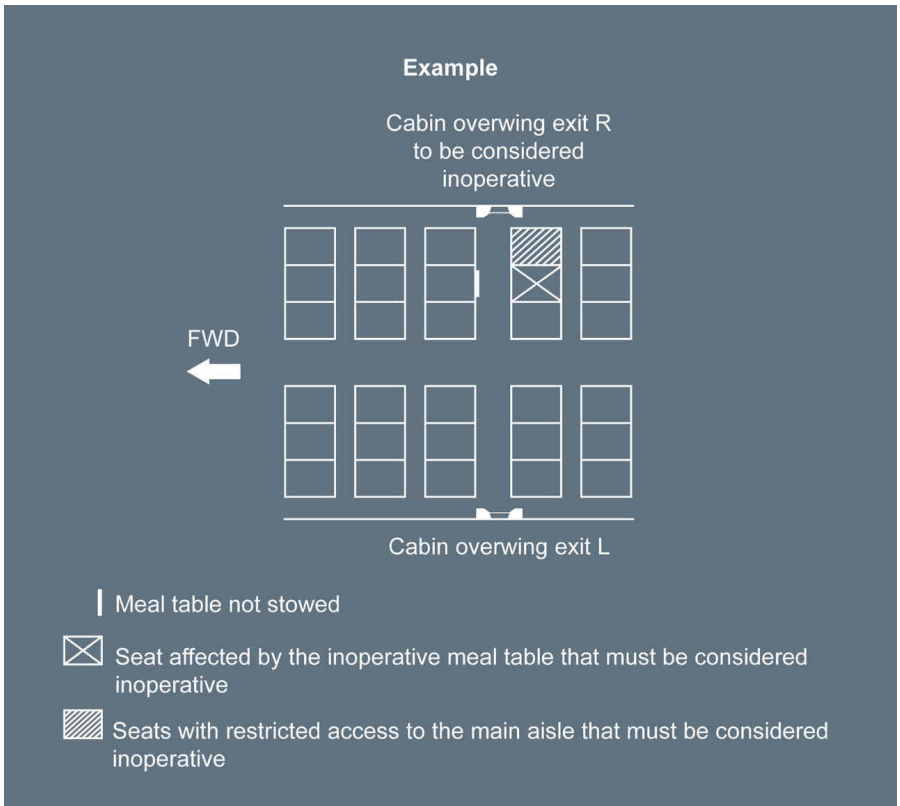 Example
Cabin overwing exit R
to be considered
inoperative
FWD
Cabin overwing exit L
Meal table not stowed
Seat affected by the inoperative meal table that must be considered
inoperative
Seats with restricted access to the main aisle that must be considered
inoperative